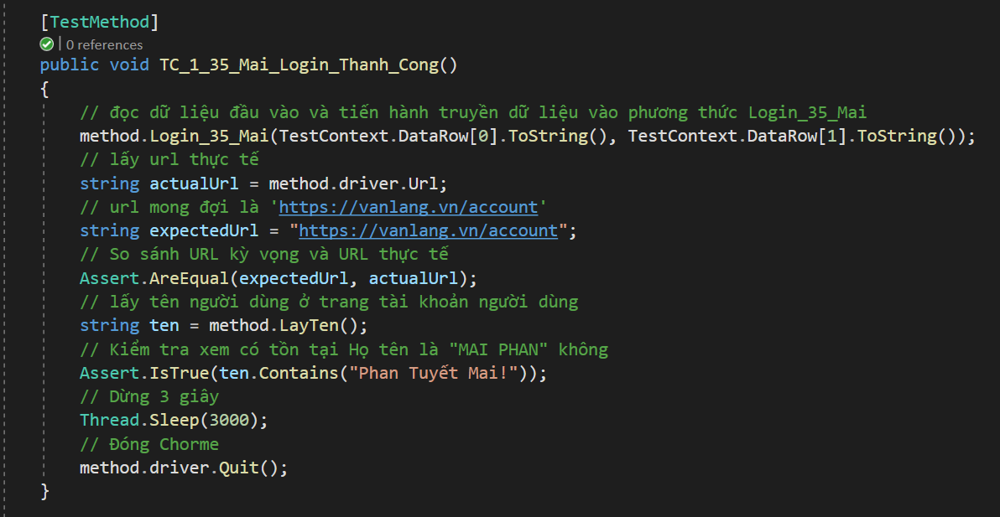 [TestMethod]
0 references
public void TC_1_35_Mai_Login_Thanh_Cong()
{
// đọc dữ liệu đầu vào và tiến hành truyền dữ liệu vào phương thức Login_35_Mai
method.Login_35_Mai(TestContext.DataRow[0].ToString(), TestContext.DataRow[1].ToString());
// lấy url thực tế
string actualUrl = method.driver.Url;
// url mong đợi là 'https://vanlang.vn/account'
string expectedUrl = "https://vanlang.vn/account";
// So sánh URL kỳ vọng và URL thực tế
Assert.AreEqual(expectedUrl, actualUrl);
// lấy tên người dùng ở trang tài khoản người dùng
string ten = method.LayTen();
// Kiểm tra xem có tồn tại Họ tên là "MAI PHAN" không
Assert.IsTrue(ten.Contains("Phan Tuyết Mai!"));
// Dừng 3 giây
Thread.Sleep(3000);
// Đóng Chorme
method.driver.Quit();
}